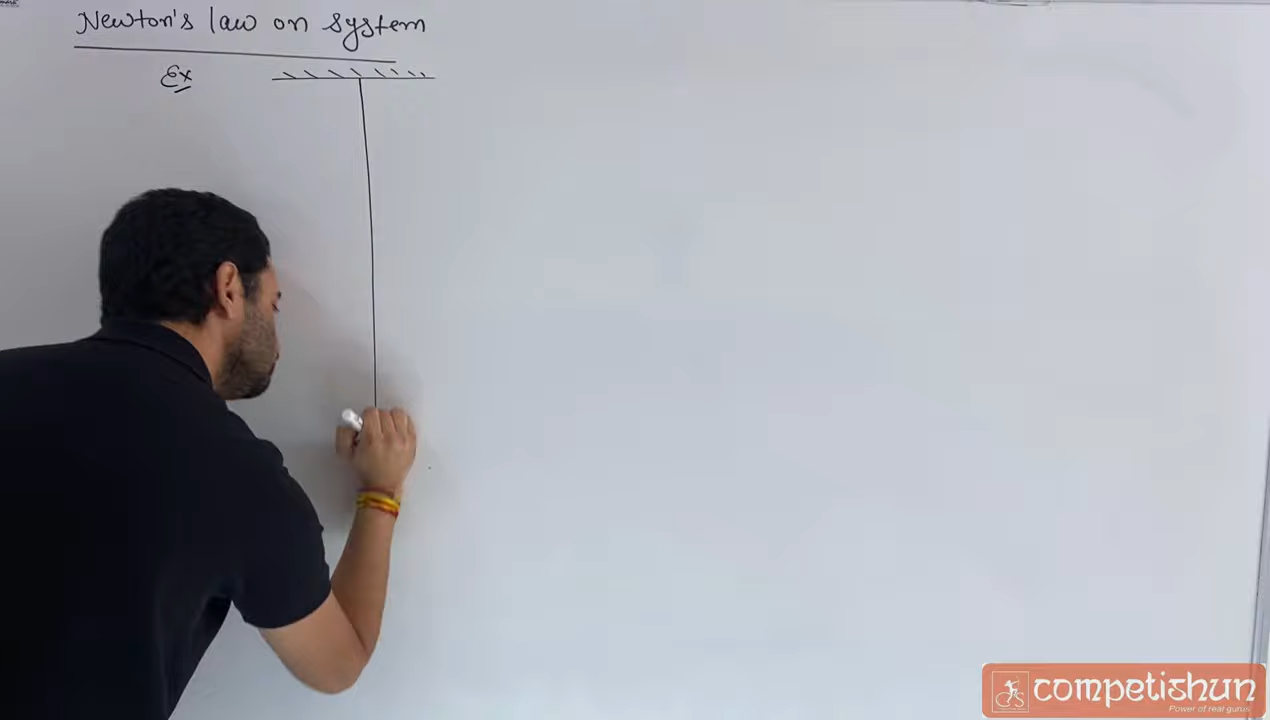 Newton's law on system
Ex
competishun
Power of real gurus